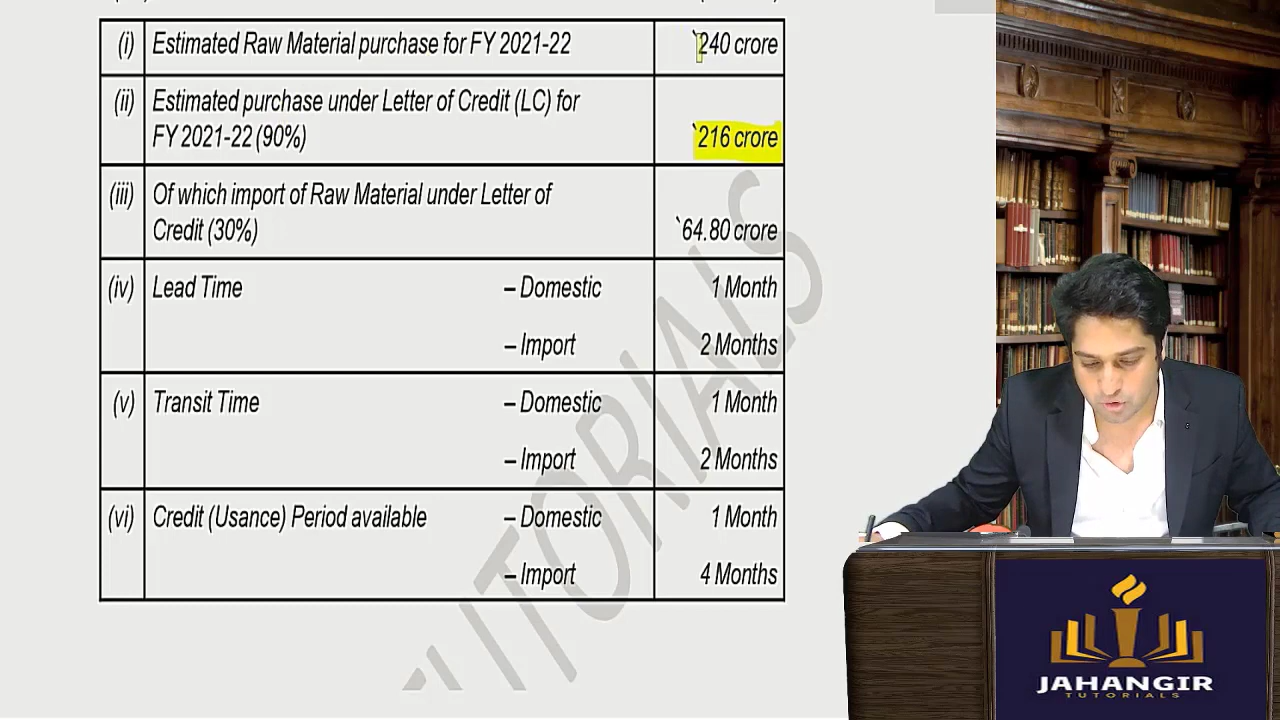 (i) Estimated Raw Material purchase for FY 2021-22 `240 crore
(ii) Estimated purchase under Letter of Credit (LC) for
FY 2021-22 (90%) `216 crore
(iii) Of which import of Raw Material under Letter of
Credit (30%) `64.80 crore
(iv) Lead Time – Domestic 1 Month
– Import 2 Months
(v) Transit Time – Domestic 1 Month
– Import 2 Months
(vi) Credit (Usance) Period available – Domestic 1 Month
– Import 4 Months
TUTORIALS
JAHANGIR
TUTORIALS